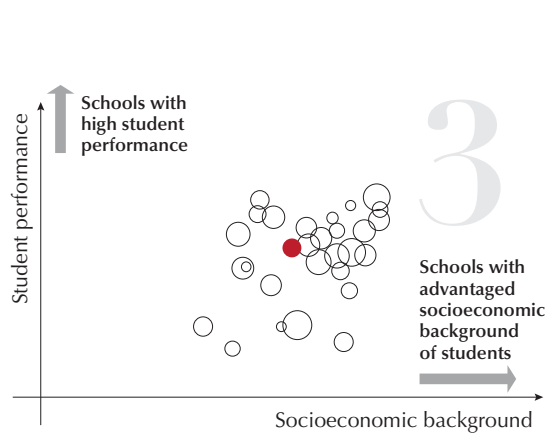 Schools with
high student
performance
Student performance
3
Schools with
advantaged
socioeconomic
background
of students
Socioeconomic background